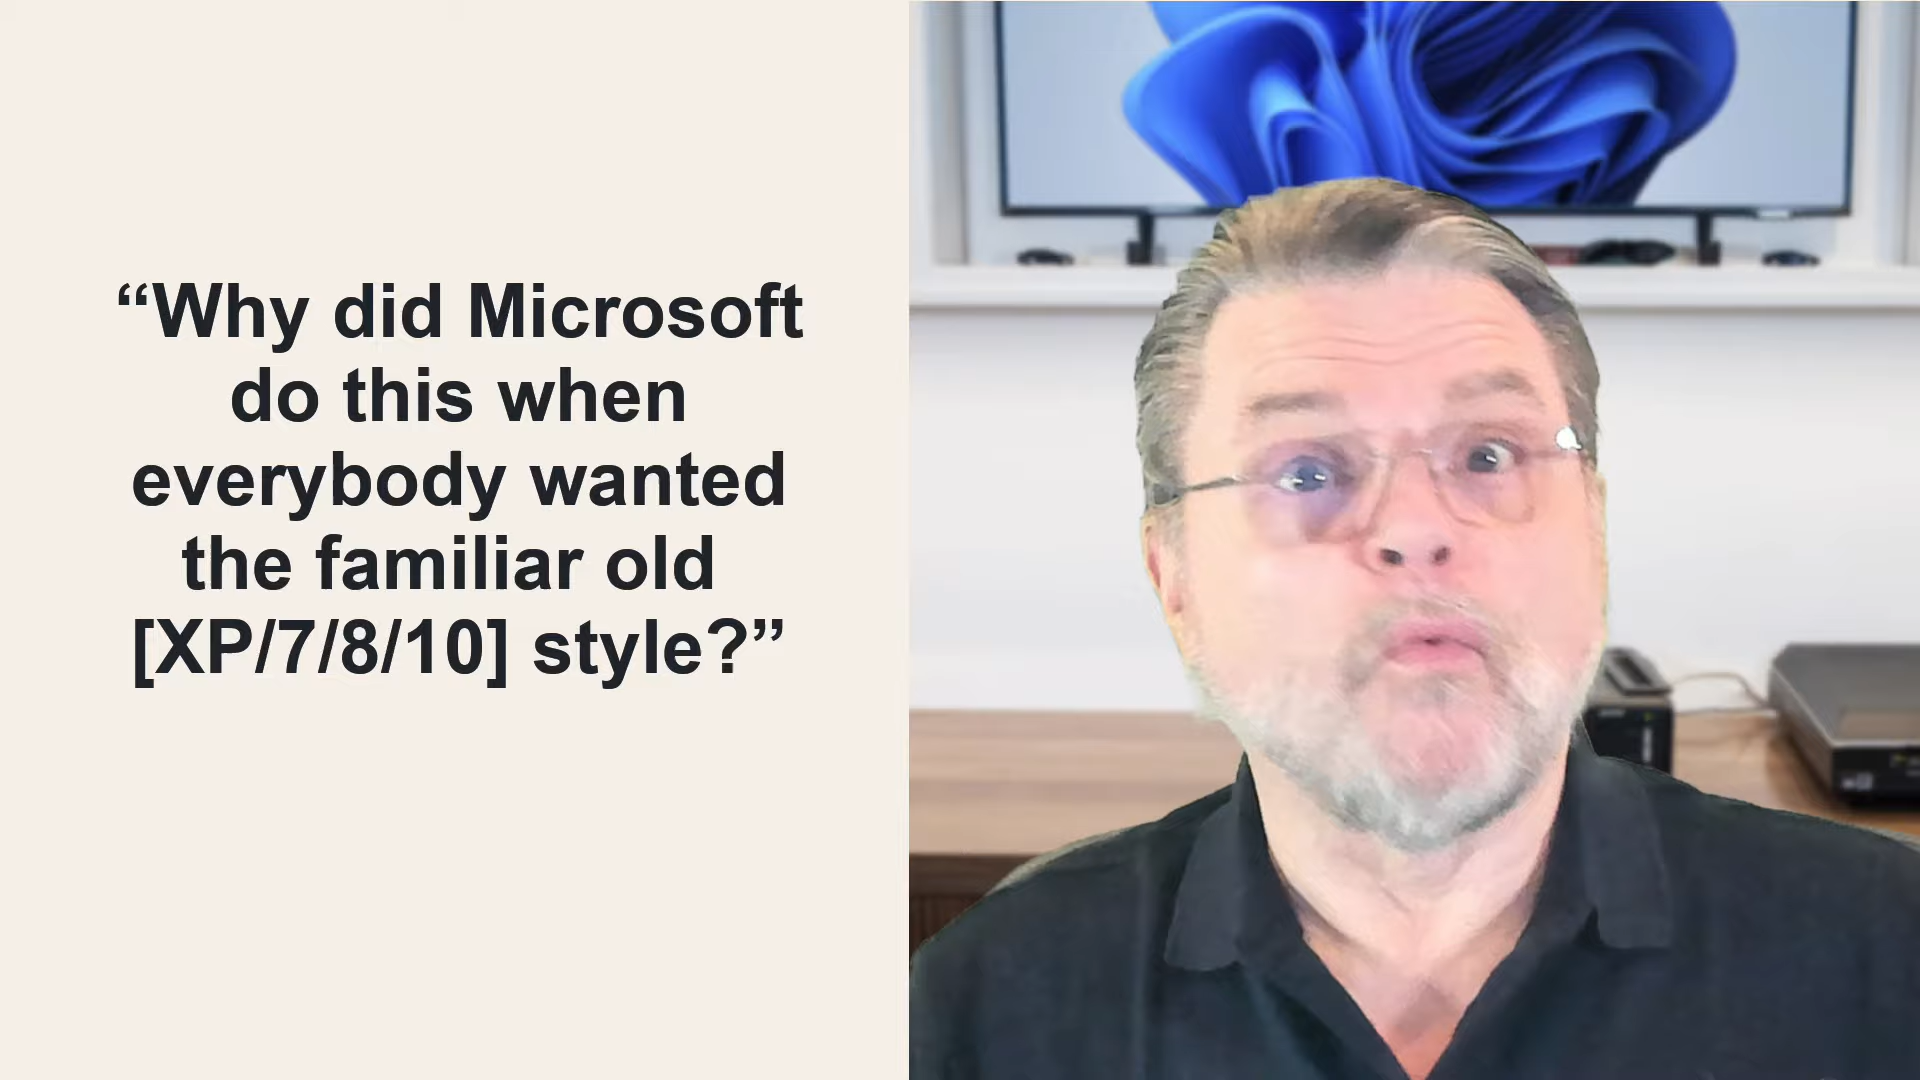 “Why did Microsoft
do this when
everybody wanted
the familiar old
[XP/7/8/10] style?”